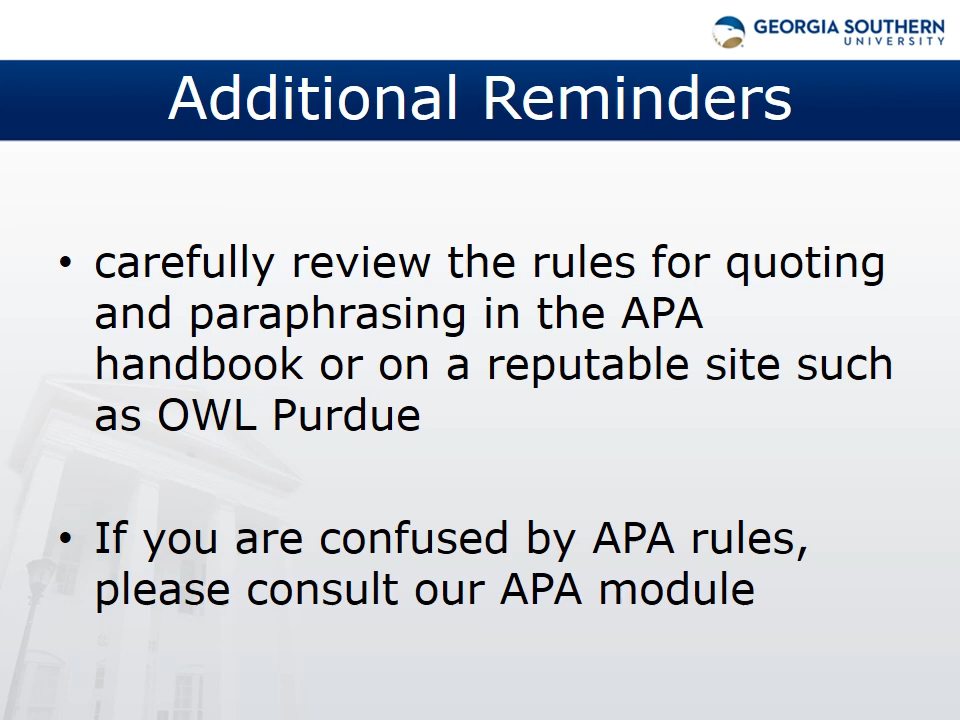 GEORGIA SOUTHERN
UNIVERSITY
Additional Reminders
• carefully review the rules for quoting
and paraphrasing in the APA
handbook or on a reputable site such
as OWL Purdue
• If you are confused by APA rules,
please consult our APA module